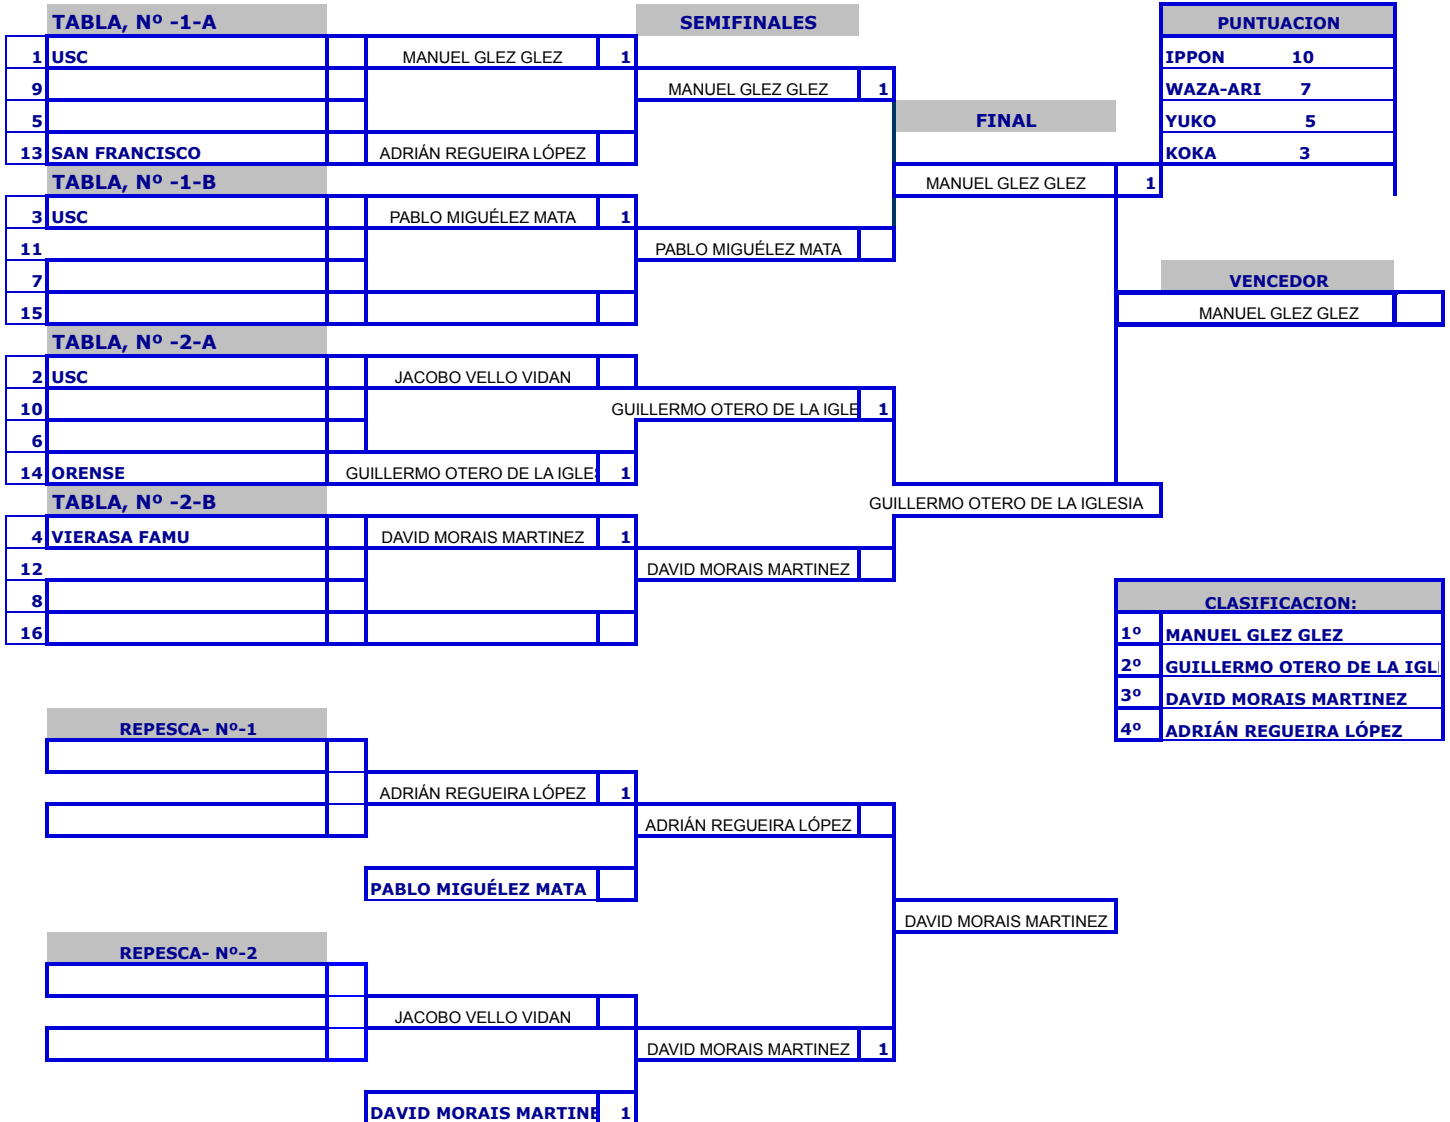 TABLA, Nº -1-A SEMIFINALES PUNTUACION
1 USC MANUEL GLEZ GLEZ 1 IPPON 10
9 MANUEL GLEZ GLEZ 1 WAZA-ARI 7
5 FINAL YUKO 5
13 SAN FRANCISCO ADRIÁN REGUEIRA LÓPEZ KOKA 3
TABLA, Nº -1-B MANUEL GLEZ GLEZ 1
3 USC PABLO MIGUÉLEZ MATA 1
11 PABLO MIGUÉLEZ MATA
7 VENCEDOR
15 MANUEL GLEZ GLEZ
TABLA, Nº -2-A
2 USC JACOBO VELLO VIDAN
10 GUILLERMO OTERO DE LA IGLE 1
6
14 ORENSE GUILLERMO OTERO DE LA IGLES 1
TABLA, Nº -2-B GUILLERMO OTERO DE LA IGLESIA
4 VIERASA FAMU DAVID MORAIS MARTINEZ 1
12 DAVID MORAIS MARTINEZ
8 CLASIFICACION:
16 1º MANUEL GLEZ GLEZ
2º GUILLERMO OTERO DE LA IGL
3º DAVID MORAIS MARTINEZ
REPESCA- Nº-1 4º ADRIÁN REGUEIRA LÓPEZ
ADRIÁN REGUEIRA LÓPEZ 1
ADRIÁN REGUEIRA LÓPEZ
PABLO MIGUÉLEZ MATA
DAVID MORAIS MARTINEZ
REPESCA- Nº-2
JACOBO VELLO VIDAN
DAVID MORAIS MARTINEZ 1
DAVID MORAIS MARTINE 1